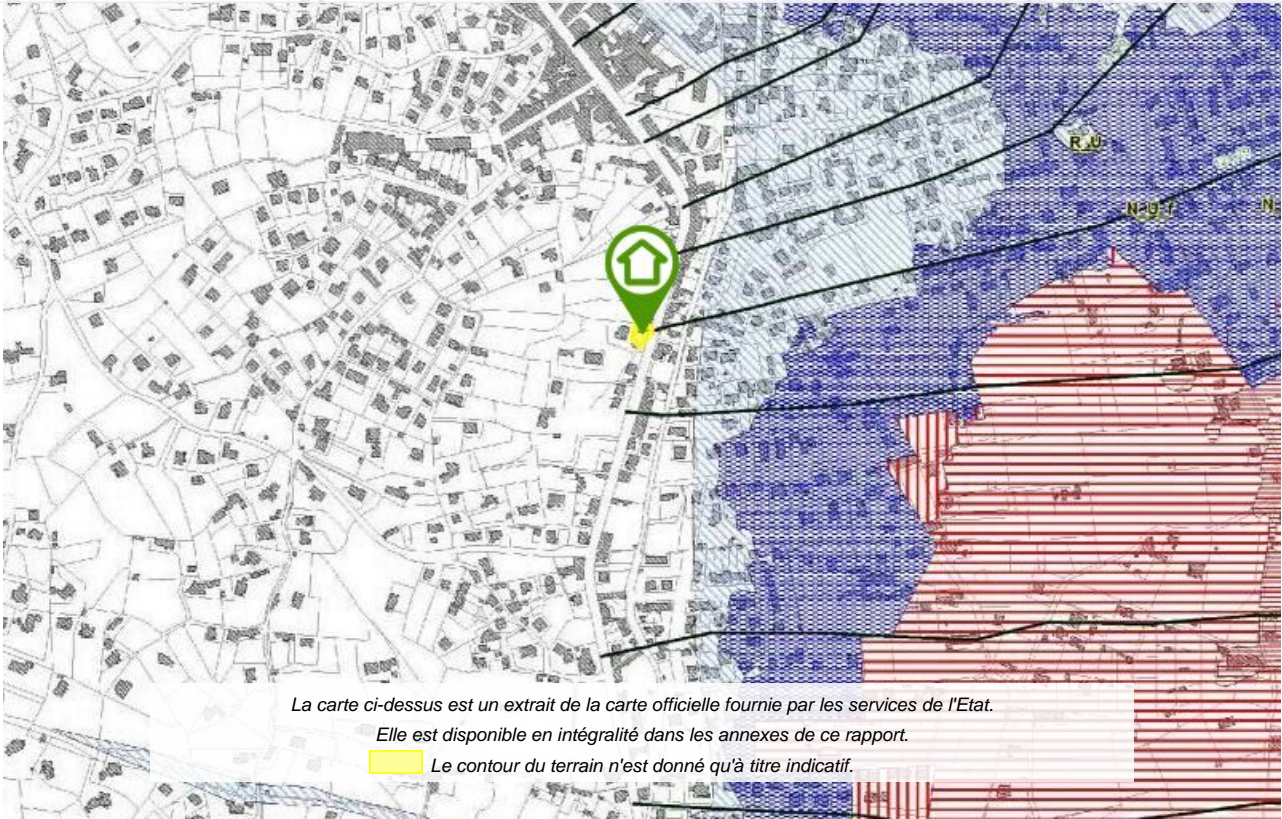 R.U
La carte ci-dessus est un extrait de la carte officielle fournie par les services de l'Etat.
Elle est disponible en intégralité dans les annexes de ce rapport.
Le contour du terrain n'est donné qu'à titre indicatif.